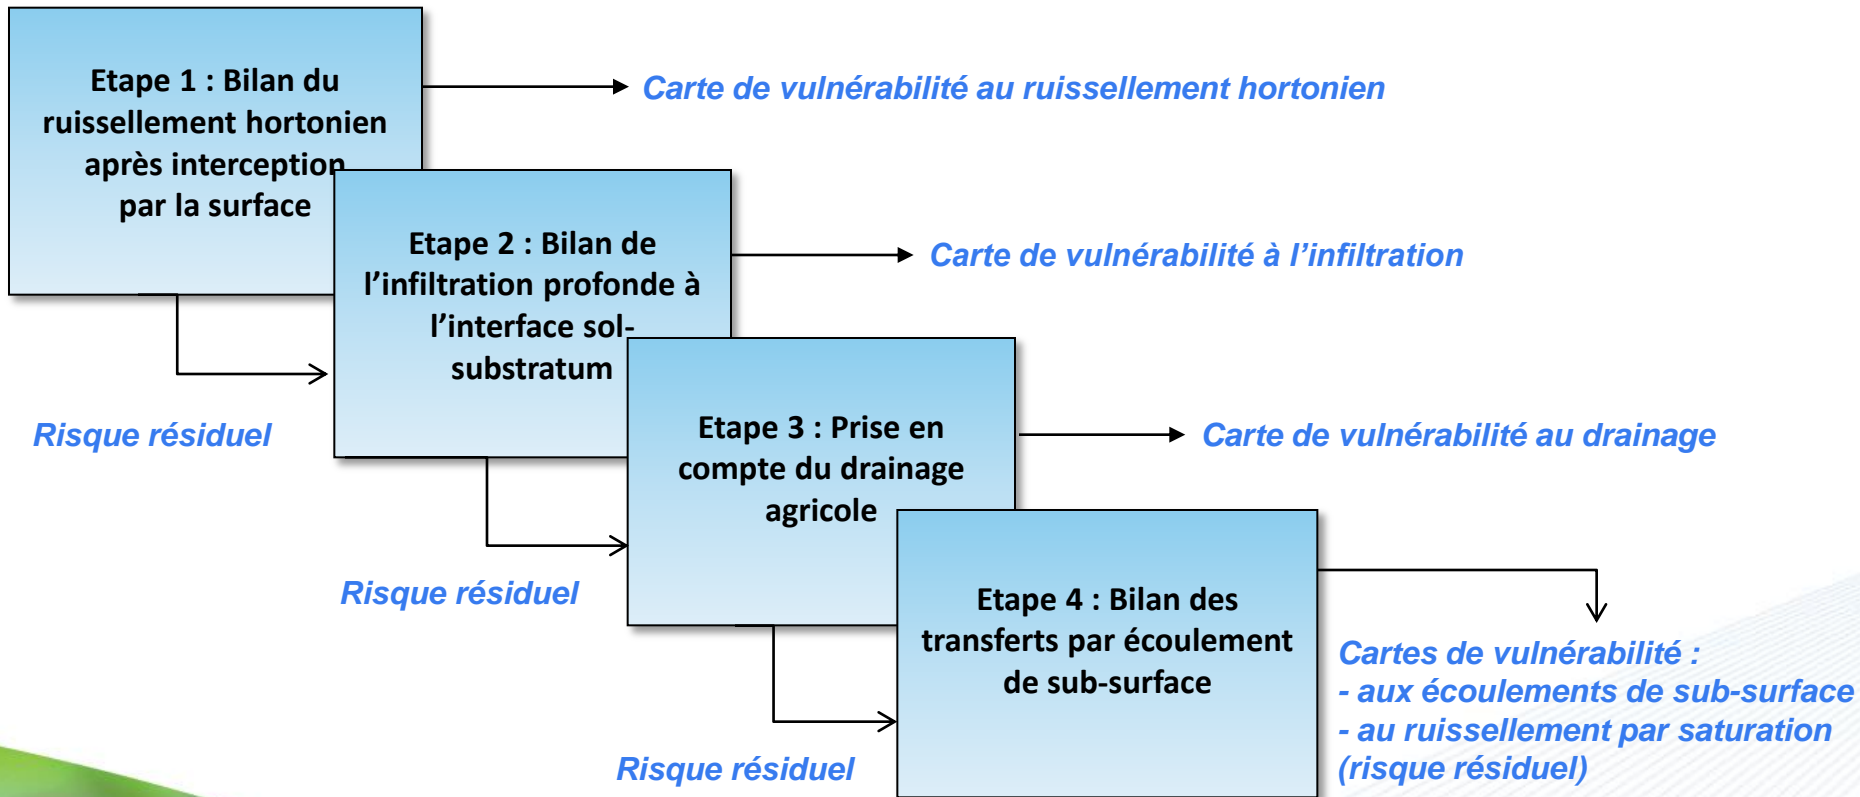 Etape 1 : Bilan du
ruissellement hortonien
après interception
par la surface
Carte de vulnérabilité au ruissellement hortonien
Etape 2 : Bilan de
l’infiltration profonde à
l’interface sol-
substratum
Carte de vulnérabilité à l’infiltration
Risque résiduel
Etape 3 : Prise en
compte du drainage
agricole
Carte de vulnérabilité au drainage
Risque résiduel
Etape 4 : Bilan des
transferts par écoulement
de sub-surface
Risque résiduel
Cartes de vulnérabilité :
- aux écoulements de sub-surface
- au ruissellement par saturation
(risque résiduel)